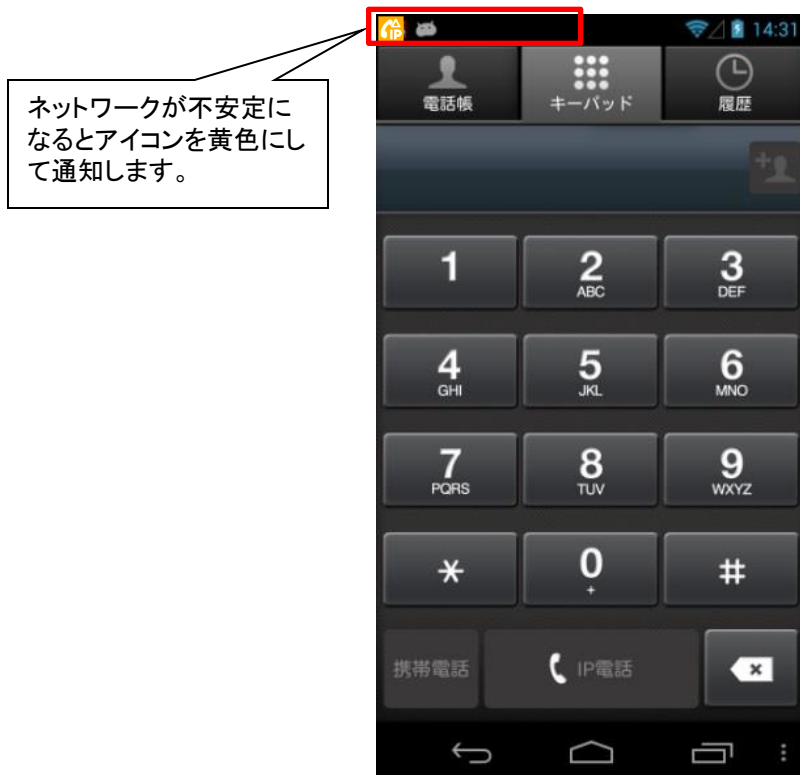 IP
14:31
ネットワークが不安定に
なるとアイコンを黄色にし
て通知します。
電話帳
キーパッド
履歴
1
2
ABC
3
DEF
4
GHI
5
JKL
6
MNO
7
PQRS
8
TUV
9
WXYZ
*
0
+
#
携帯電話
IP電話